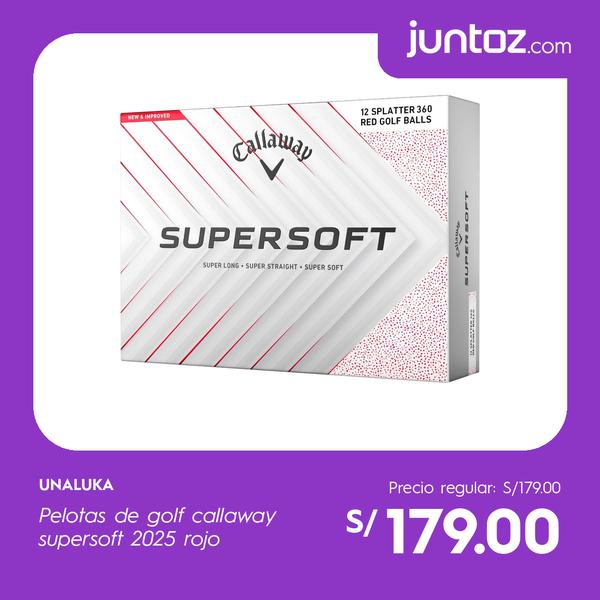 juntoz.com
NEW & IMPROVED
12 SPLATTER 360
RED GOLF BALLS
Callaway
SUPERSOFT
SUPER LONG • SUPER STRAIGHT • SUPER SOFT
Callaway
SUPERSOFT
UNALUKA
Pelotas de golf callaway
supersoft 2025 rojo
Precio regular: S/179.00
S/179.00